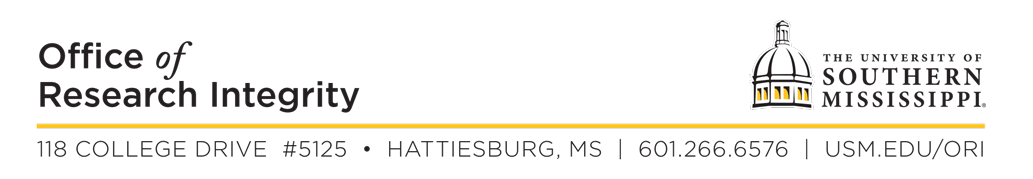 Office of
Research Integrity
THE UNIVERSITY OF
SOUTHERN
MISSISSIPPI®
118 COLLEGE DRIVE #5125 • HATTIESBURG, MS | 601.266.6576 | USM.EDU/ORI